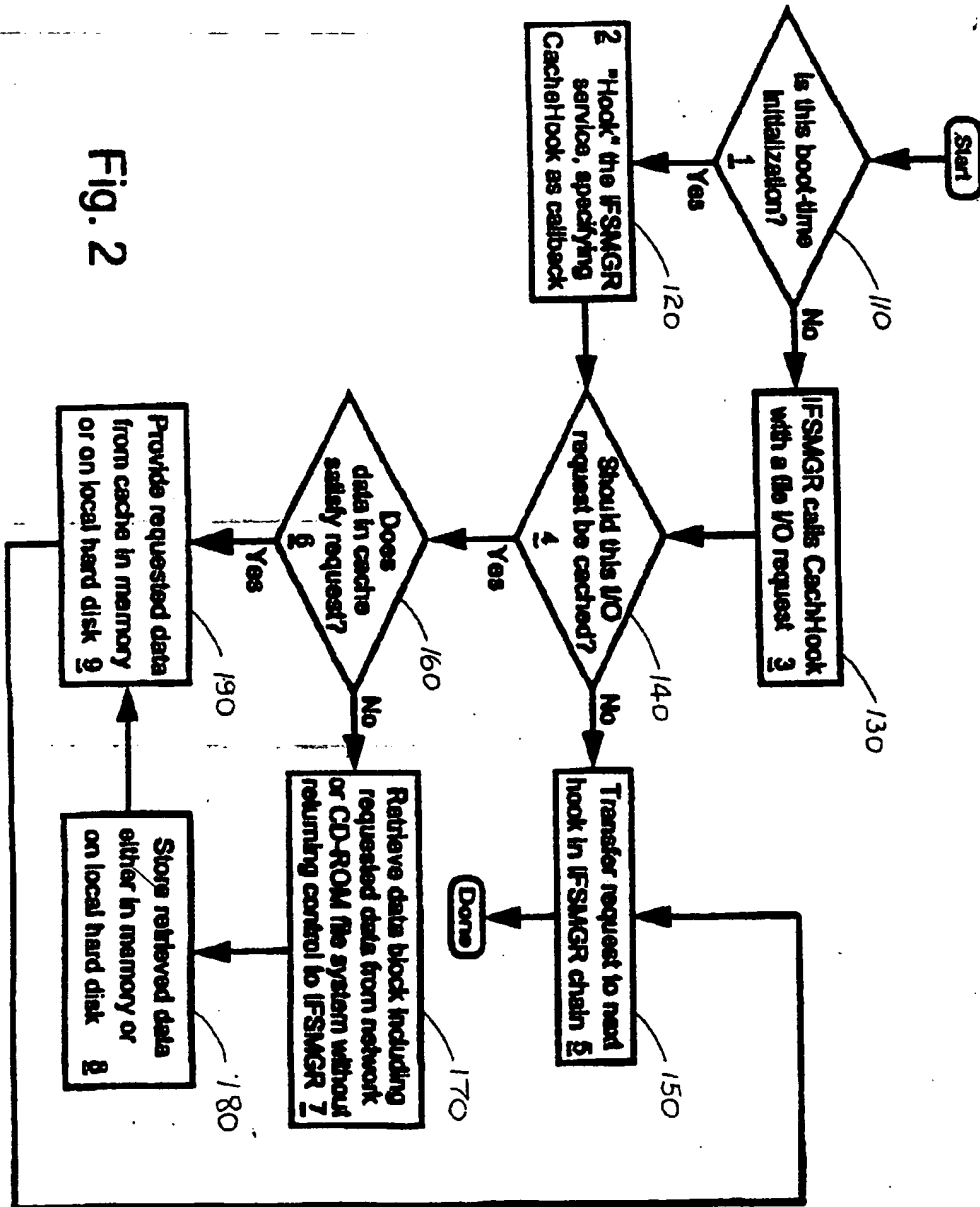 Start
Is this boot-time
initialization?
1
110
Yes
No
2 "Hook" the IFSMGR
service, specifying
CacheHook as callback
120
IFSMGR calls CachHook
with a file I/O request 3
130
Should this I/O
request be cached?
4
140
Yes
No
Transfer request to next
hook in IFSMGR chain 5
150
Done
Does
data in cache
satisfy request?
6
160
Yes
No
Retrieve data block including
requested data from network
or CD-ROM file system without
returning control to IFSMGR 7
170
Store retrieved data
either in memory or
on local hard disk 8
180
Provide requested data
from cache in memory
or on local hard disk 9
190
Fig. 2